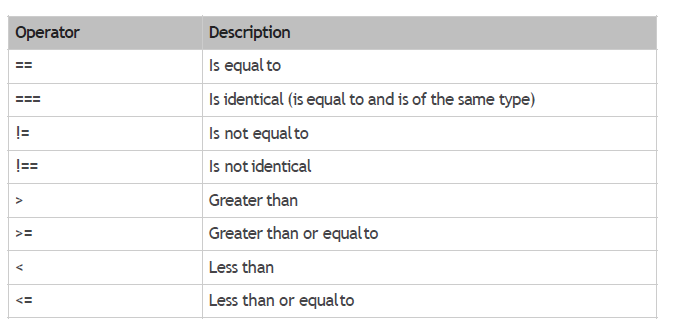 Operator Description
== Is equal to
=== Is identical (is equal to and is of the same type)
!= Is not equal to
!== Is not identical
> Greater than
>= Greater than or equal to
< Less than
<= Less than or equal to